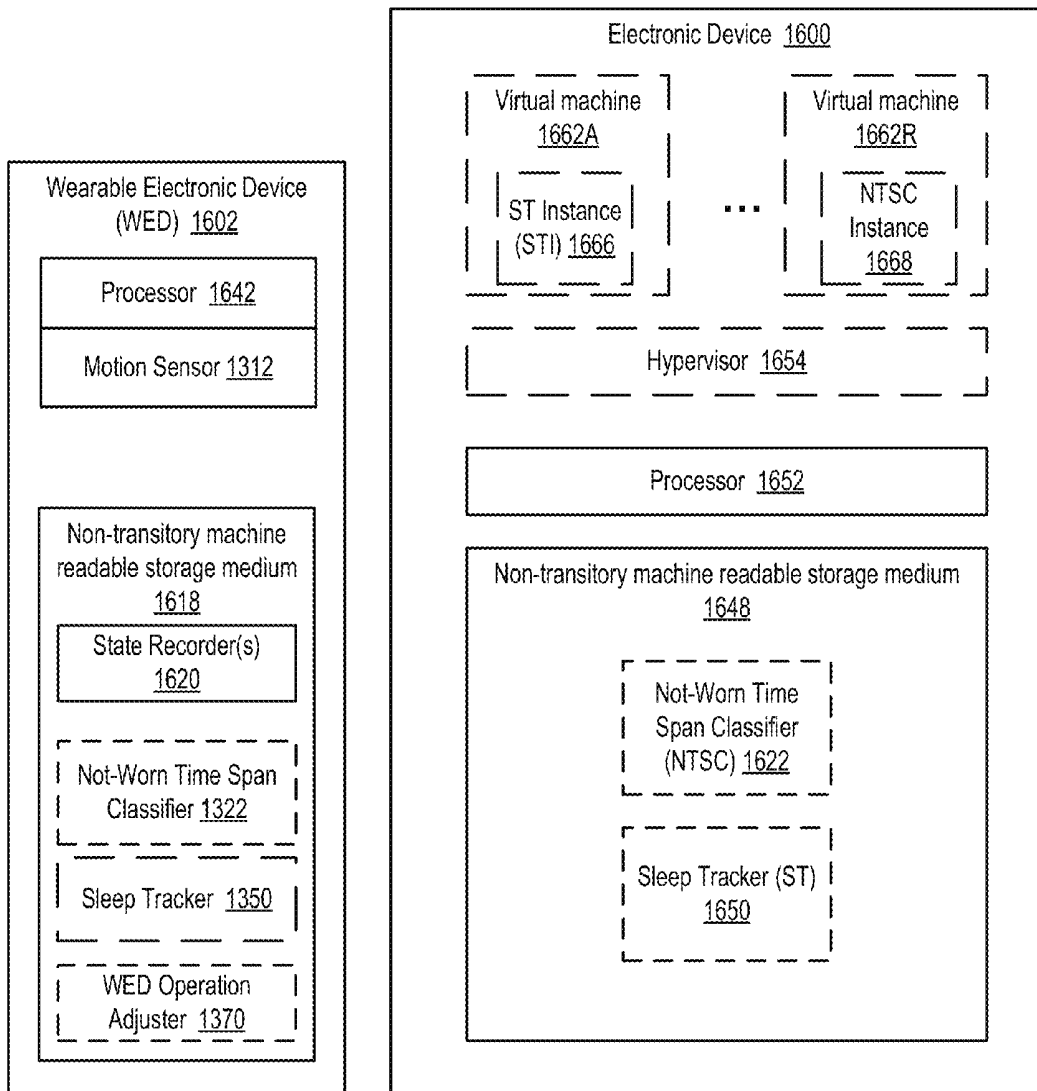 Wearable Electronic Device
(WED) 1602
Processor 1642
Motion Sensor 1312
Non-transitory machine
readable storage medium
1618
State Recorder(s)
1620
Not-Worn Time Span
Classifier 1322
Sleep Tracker 1350
WED Operation
Adjuster 1370
Electronic Device 1600
Virtual machine
1662A
ST Instance
(STI) 1666
...
Virtual machine
1662R
NTSC
Instance
1668
Hypervisor 1654
Processor 1652
Non-transitory machine readable storage medium
1648
Not-Worn Time
Span Classifier
(NTSC) 1622
Sleep Tracker (ST)
1650